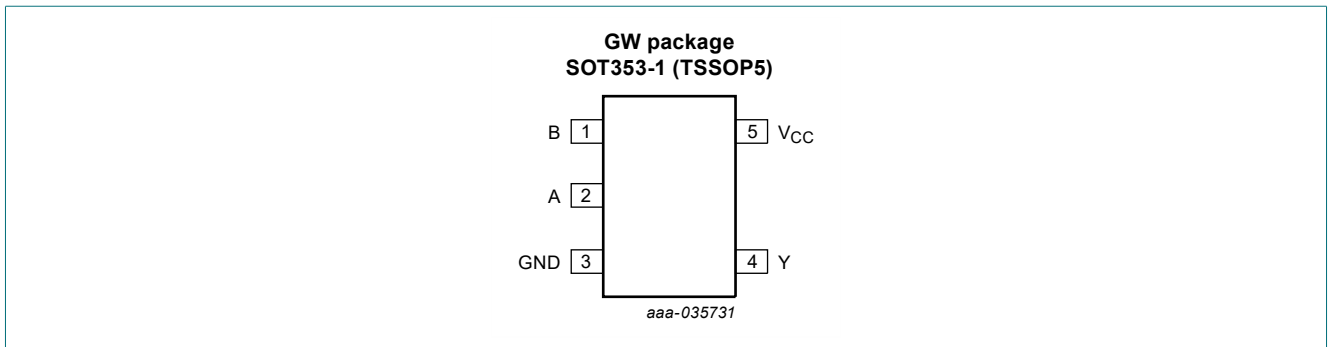 GW package
SOT353-1 (TSSOP5)
B 1 5 VCC
A 2
GND 3 4 Y
aaa-035731